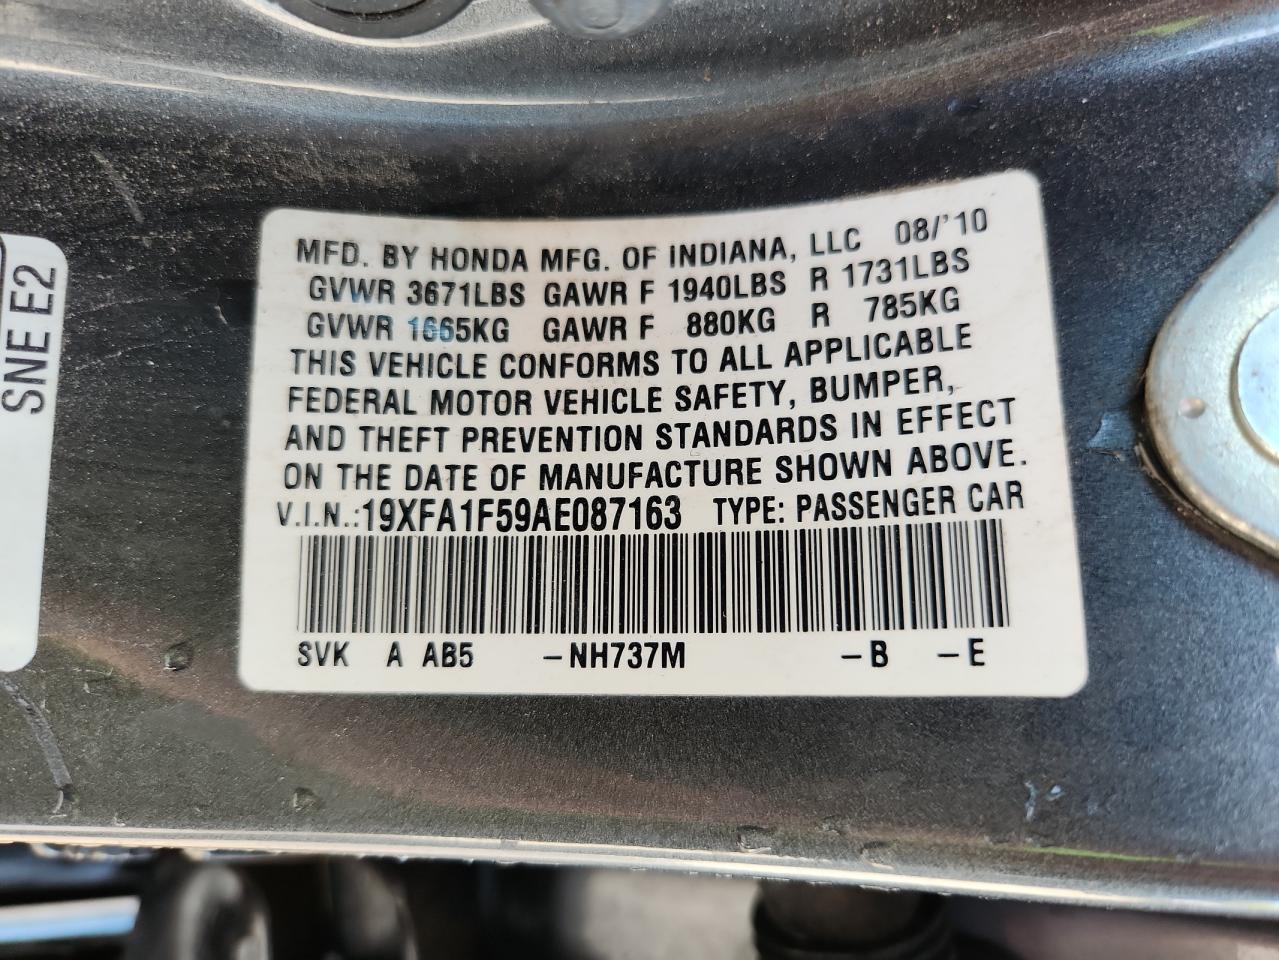 SNE E2
MFD. BY HONDA MFG. OF INDIANA, LLC 08/'10
GVWR 3671LBS GAWR F 1940LBS R 1731LBS
GVWR 1665KG GAWR F 880KG R 785KG
THIS VEHICLE CONFORMS TO ALL APPLICABLE
FEDERAL MOTOR VEHICLE SAFETY, BUMPER,
AND THEFT PREVENTION STANDARDS IN EFFECT
ON THE DATE OF MANUFACTURE SHOWN ABOVE.
V.I.N.:19XFA1F59AE087163 TYPE: PASSENGER CAR
SVK A AB5 -NH737M -B -E